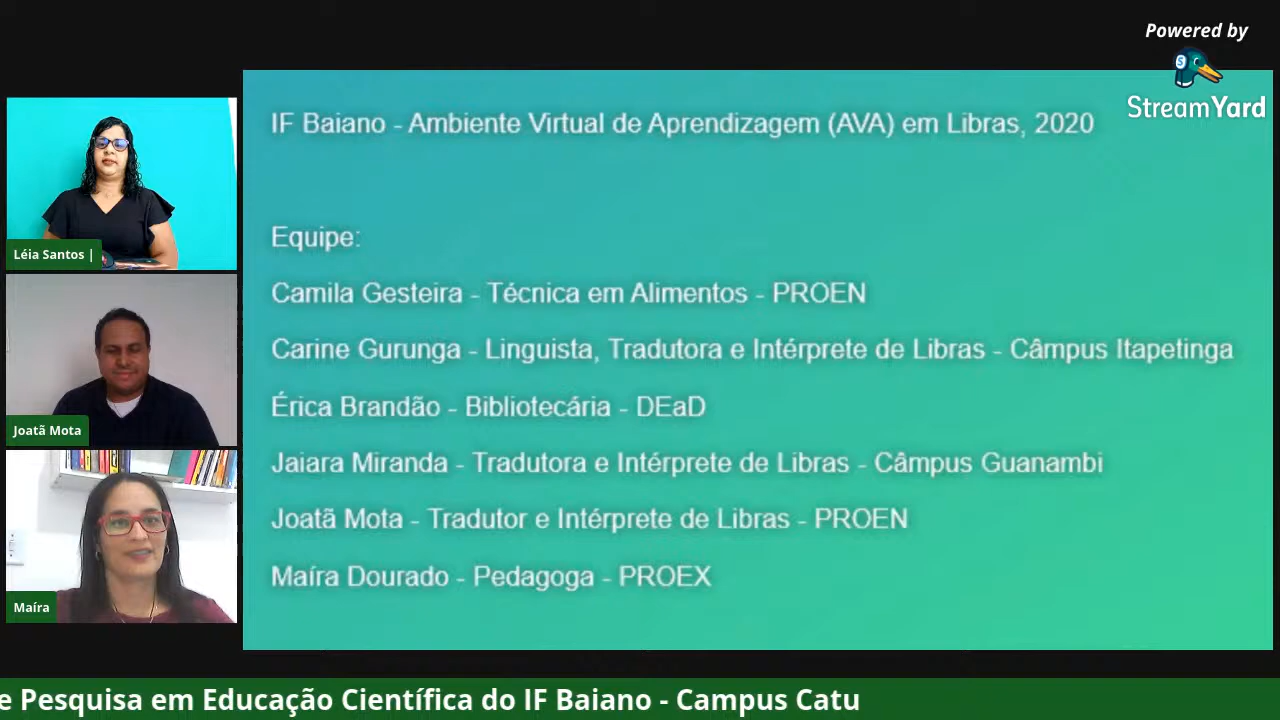 Powered by
StreamYard
IF Baiano - Ambiente Virtual de Aprendizagem (AVA) em Libras, 2020
Equipe:
Camila Gesteira - Técnica em Alimentos - PROEN
Carine Gurunga - Linguista, Tradutora e Intérprete de Libras - Câmpus Itapetinga
Érica Brandão - Bibliotecária - DEaD
Jaiara Miranda - Tradutora e Intérprete de Libras - Câmpus Guanambi
Joatã Mota - Tradutor e Intérprete de Libras - PROEN
Maíra Dourado - Pedagoga - PROEX
Léia Santos |
Joatã Mota
Maíra
e Pesquisa em Educação Científica do IF Baiano - Campus Catu